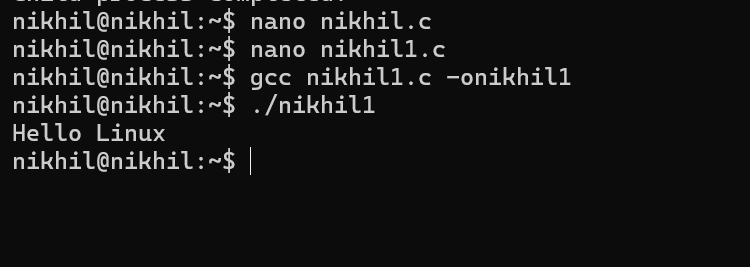 nikhil@nikhil:~$ nano nikhil.c
nikhil@nikhil:~$ nano nikhil1.c
nikhil@nikhil:~$ gcc nikhil1.c -onikhil1
nikhil@nikhil:~$ ./nikhil1
Hello Linux
nikhil@nikhil:~$